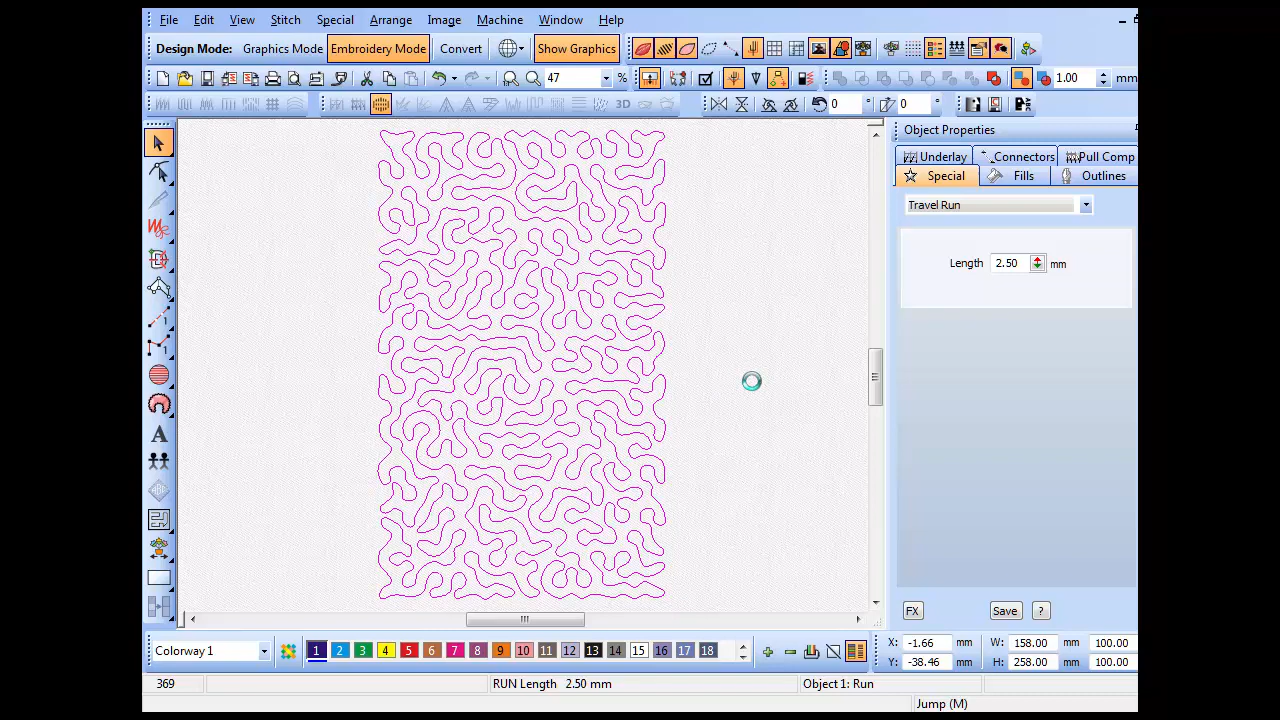 File Edit View Stitch Special Arrange Image Machine Window Help
Design Mode: Graphics Mode Embroidery Mode Convert Show Graphics
47 % 1.00 mm
3D 0 ° 0 °
Object Properties
Underlay Connectors Pull Comp
Special Fills Outlines
Travel Run
Length 2.50 mm
FX Save ?
Colorway 1 1 2 3 4 5 6 7 8 9 10 11 12 13 14 15 16 17 18
X: -1.66 mm W: 158.00 mm 100.00
Y: -38.46 mm H: 258.00 mm 100.00
369 RUN Length 2.50 mm Object 1: Run
Jump (M)